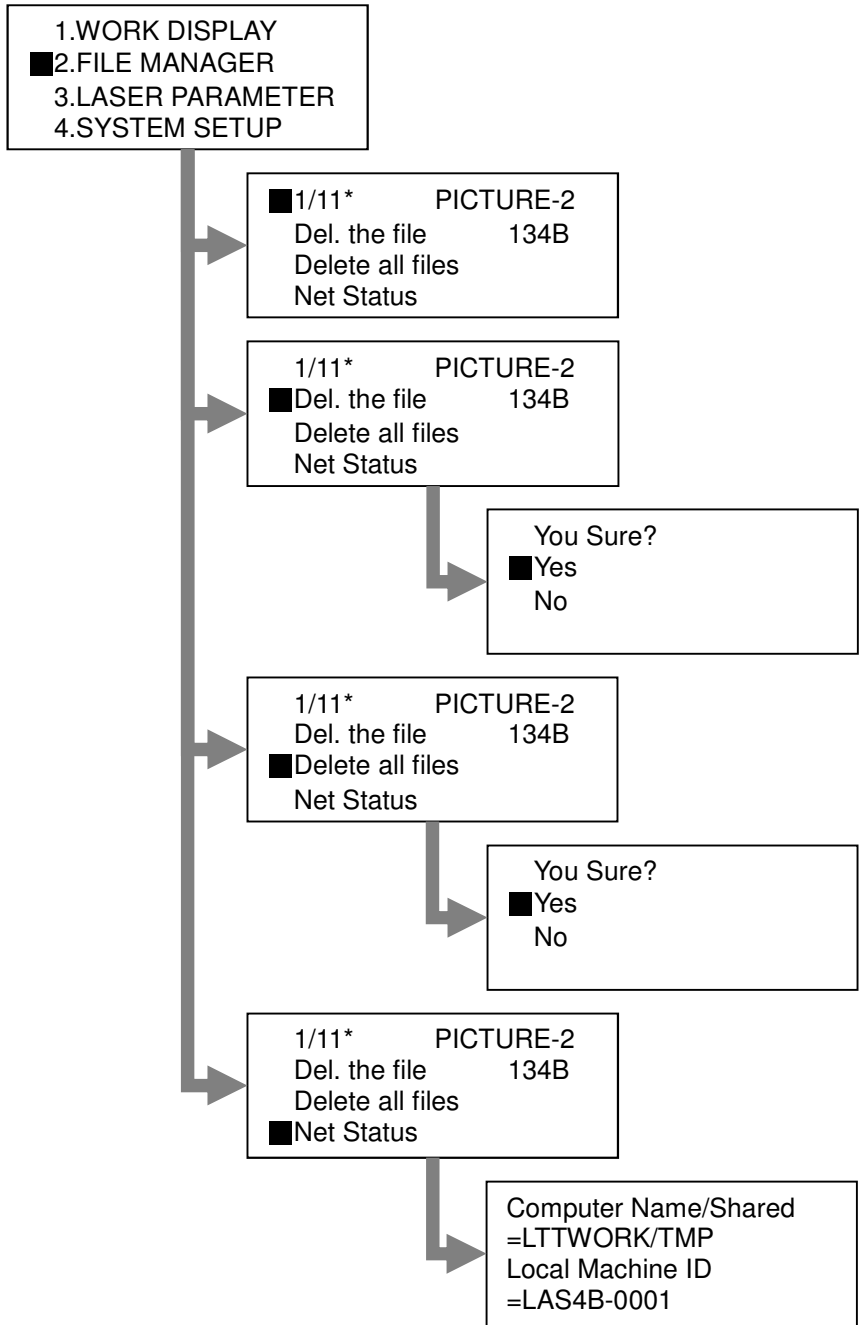 1.WORK DISPLAY
2.FILE MANAGER
3.LASER PARAMETER
4.SYSTEM SETUP
1/11* PICTURE-2
Del. the file 134B
Delete all files
Net Status
1/11* PICTURE-2
Del. the file 134B
Delete all files
Net Status
You Sure?
Yes
No
1/11* PICTURE-2
Del. the file 134B
Delete all files
Net Status
You Sure?
Yes
No
1/11* PICTURE-2
Del. the file 134B
Delete all files
Net Status
Computer Name/Shared
=LTTWORK/TMP
Local Machine ID
=LAS4B-0001